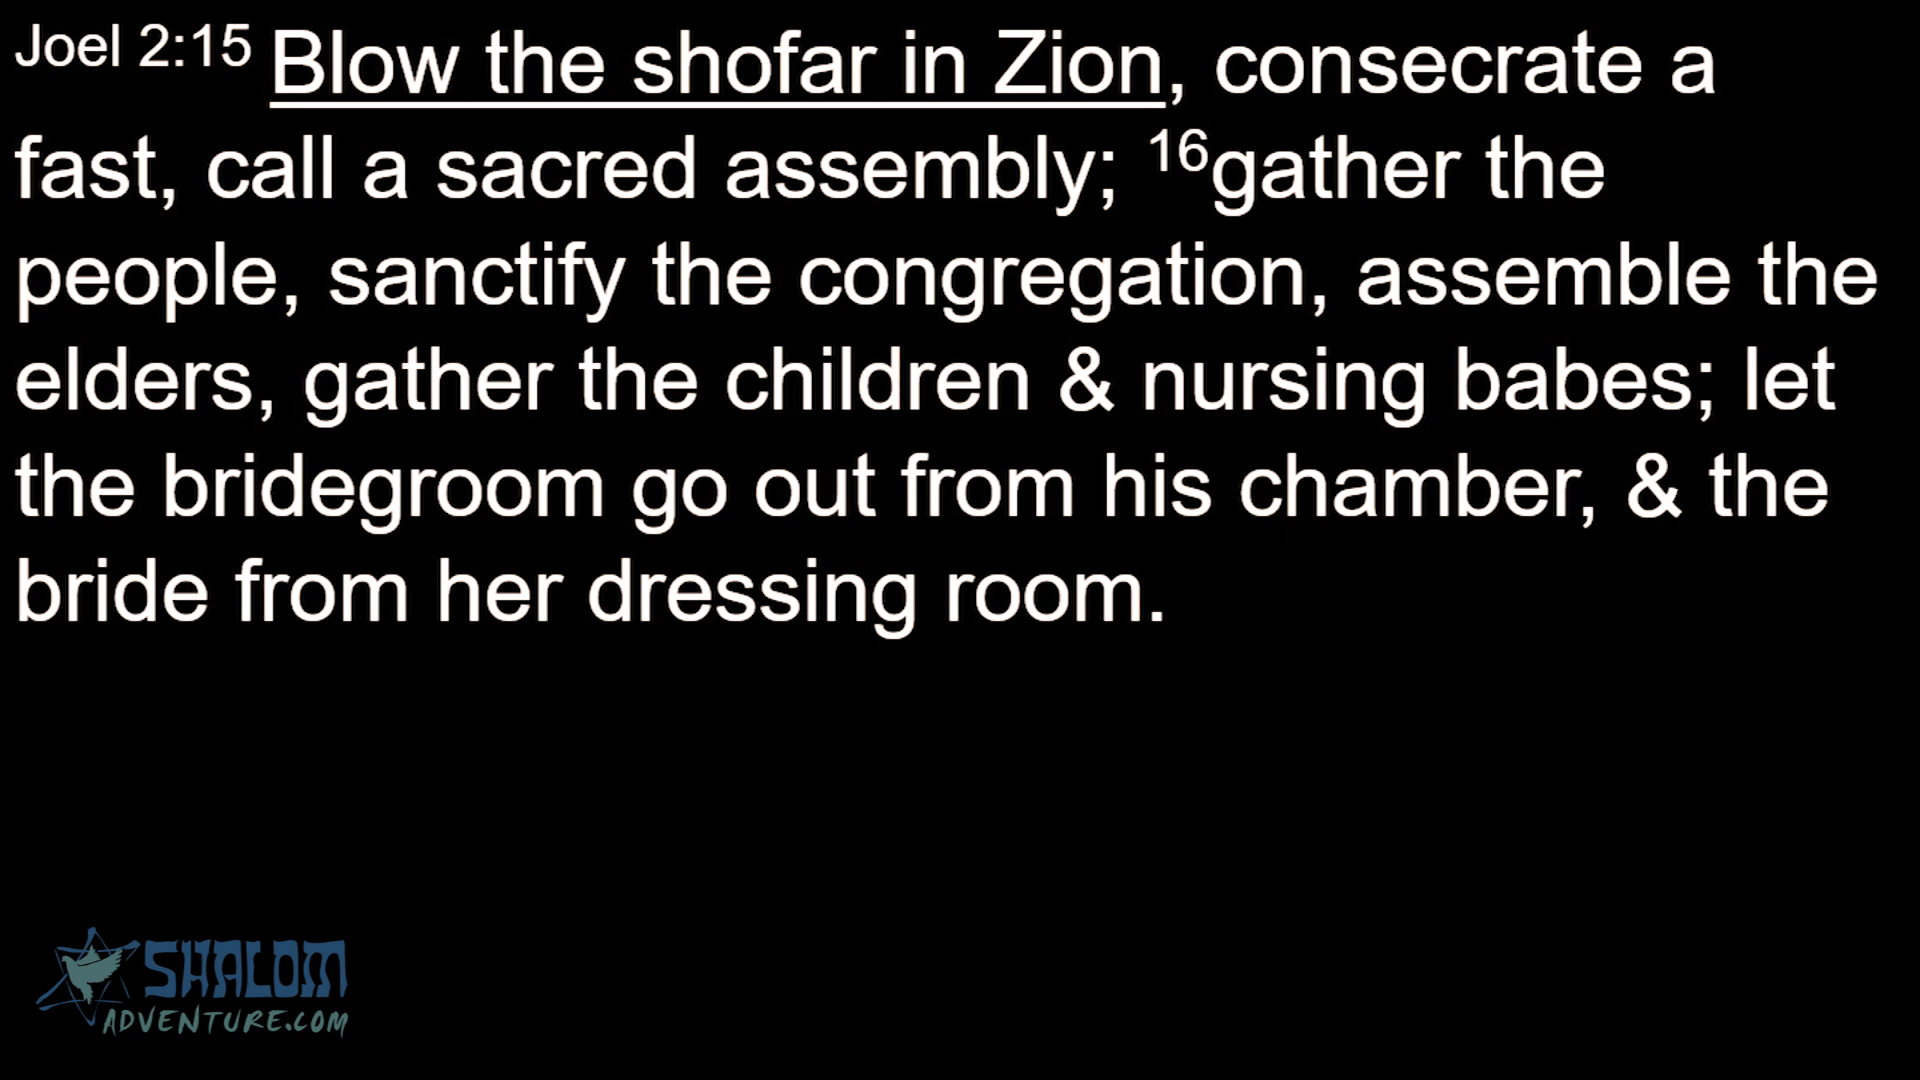 Joel 2:15 Blow the shofar in Zion, consecrate a
fast, call a sacred assembly; 16gather the
people, sanctify the congregation, assemble the
elders, gather the children & nursing babes; let
the bridegroom go out from his chamber, & the
bride from her dressing room.
SHALOM
ADVENTURE.COM